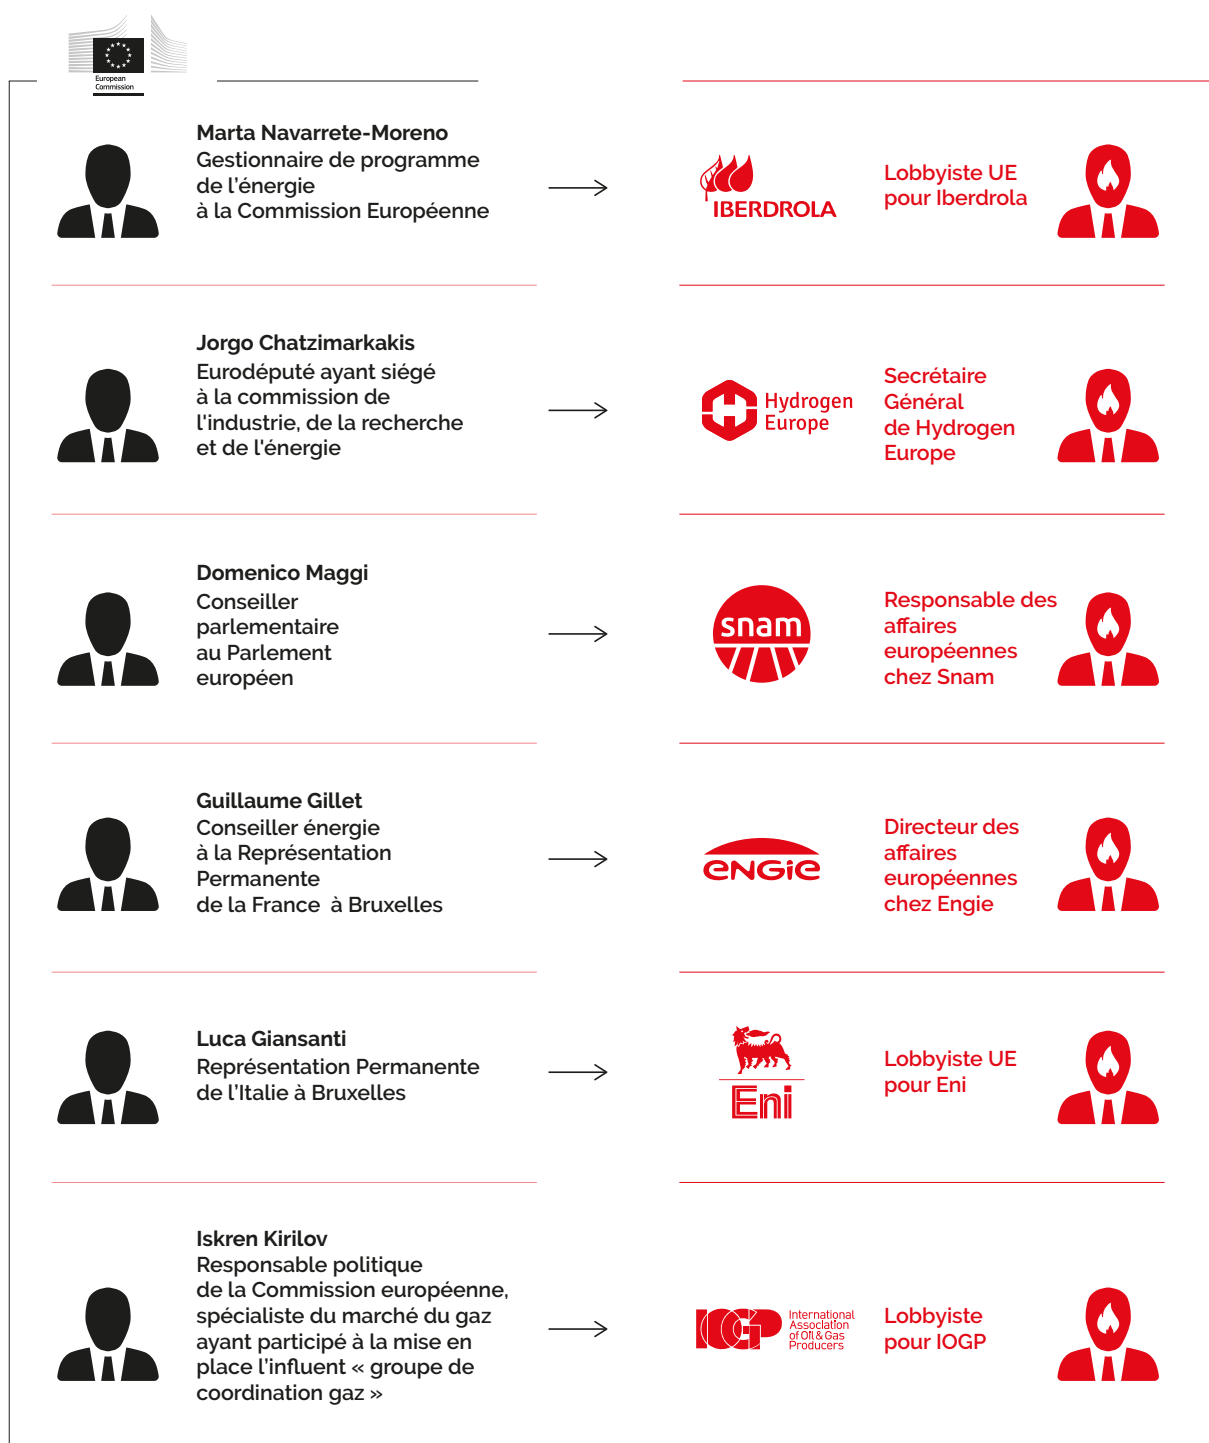 European
Commission
Marta Navarrete-Moreno
Gestionnaire de programme
de l'énergie
à la Commission Européenne
IBERDROLA
Lobbyiste UE
pour Iberdrola
Jorgo Chatzimarkakis
Eurodéputé ayant siégé
à la commission de
l'industrie, de la recherche
et de l'énergie
Hydrogen
Europe
Secrétaire
Général
de Hydrogen
Europe
Domenico Maggi
Conseiller
parlementaire
au Parlement
européen
snam
Responsable des
affaires
européennes
chez Snam
Guillaume Gillet
Conseiller énergie
à la Représentation
Permanente
de la France à Bruxelles
ENGIE
Directeur des
affaires
européennes
chez Engie
Luca Giansanti
Représentation Permanente
de l'Italie à Bruxelles
Eni
Lobbyiste UE
pour Eni
Iskren Kirilov
Responsable politique
de la Commission européenne,
spécialiste du marché du gaz
ayant participé à la mise en
place l'influent « groupe de
coordination gaz »
IOGP
International
Association
of Oil & Gas
Producers
Lobbyiste
pour IOGP